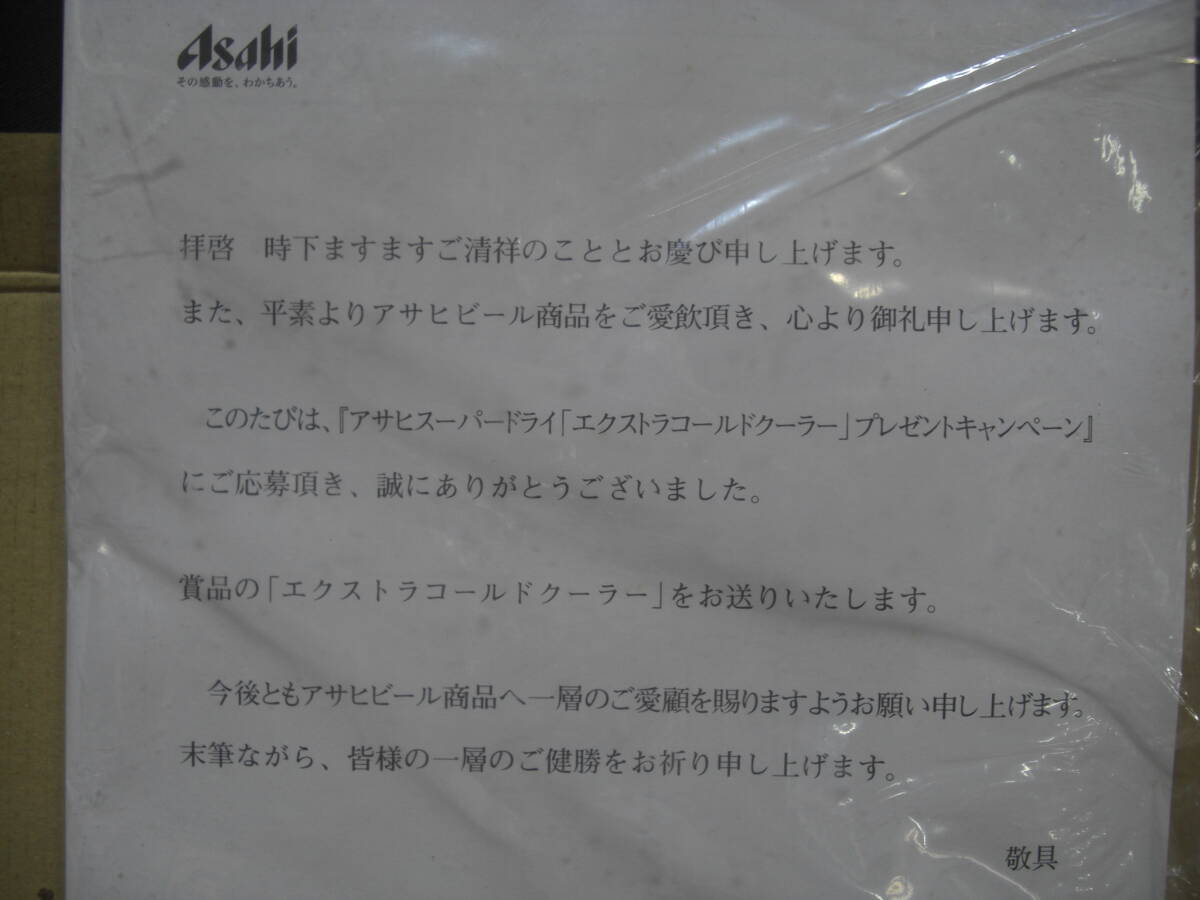 Asahi
その感動を、わかちあう。
拝啓　時下ますますご清祥のこととお慶び申し上げます。
また、平素よりアサヒビール商品をご愛飲頂き、心より御礼申し上げます。
このたびは、『アサヒスーパードライ「エクストラコールドクーラー」プレゼントキャンペーン』
にご応募頂き、誠にありがとうございました。
賞品の「エクストラコールドクーラー」をお送りいたします。
今後ともアサヒビール商品へ一層のご愛顧を賜りますようお願い申し上げます。
末筆ながら、皆様の一層のご健勝をお祈り申し上げます。
敬具